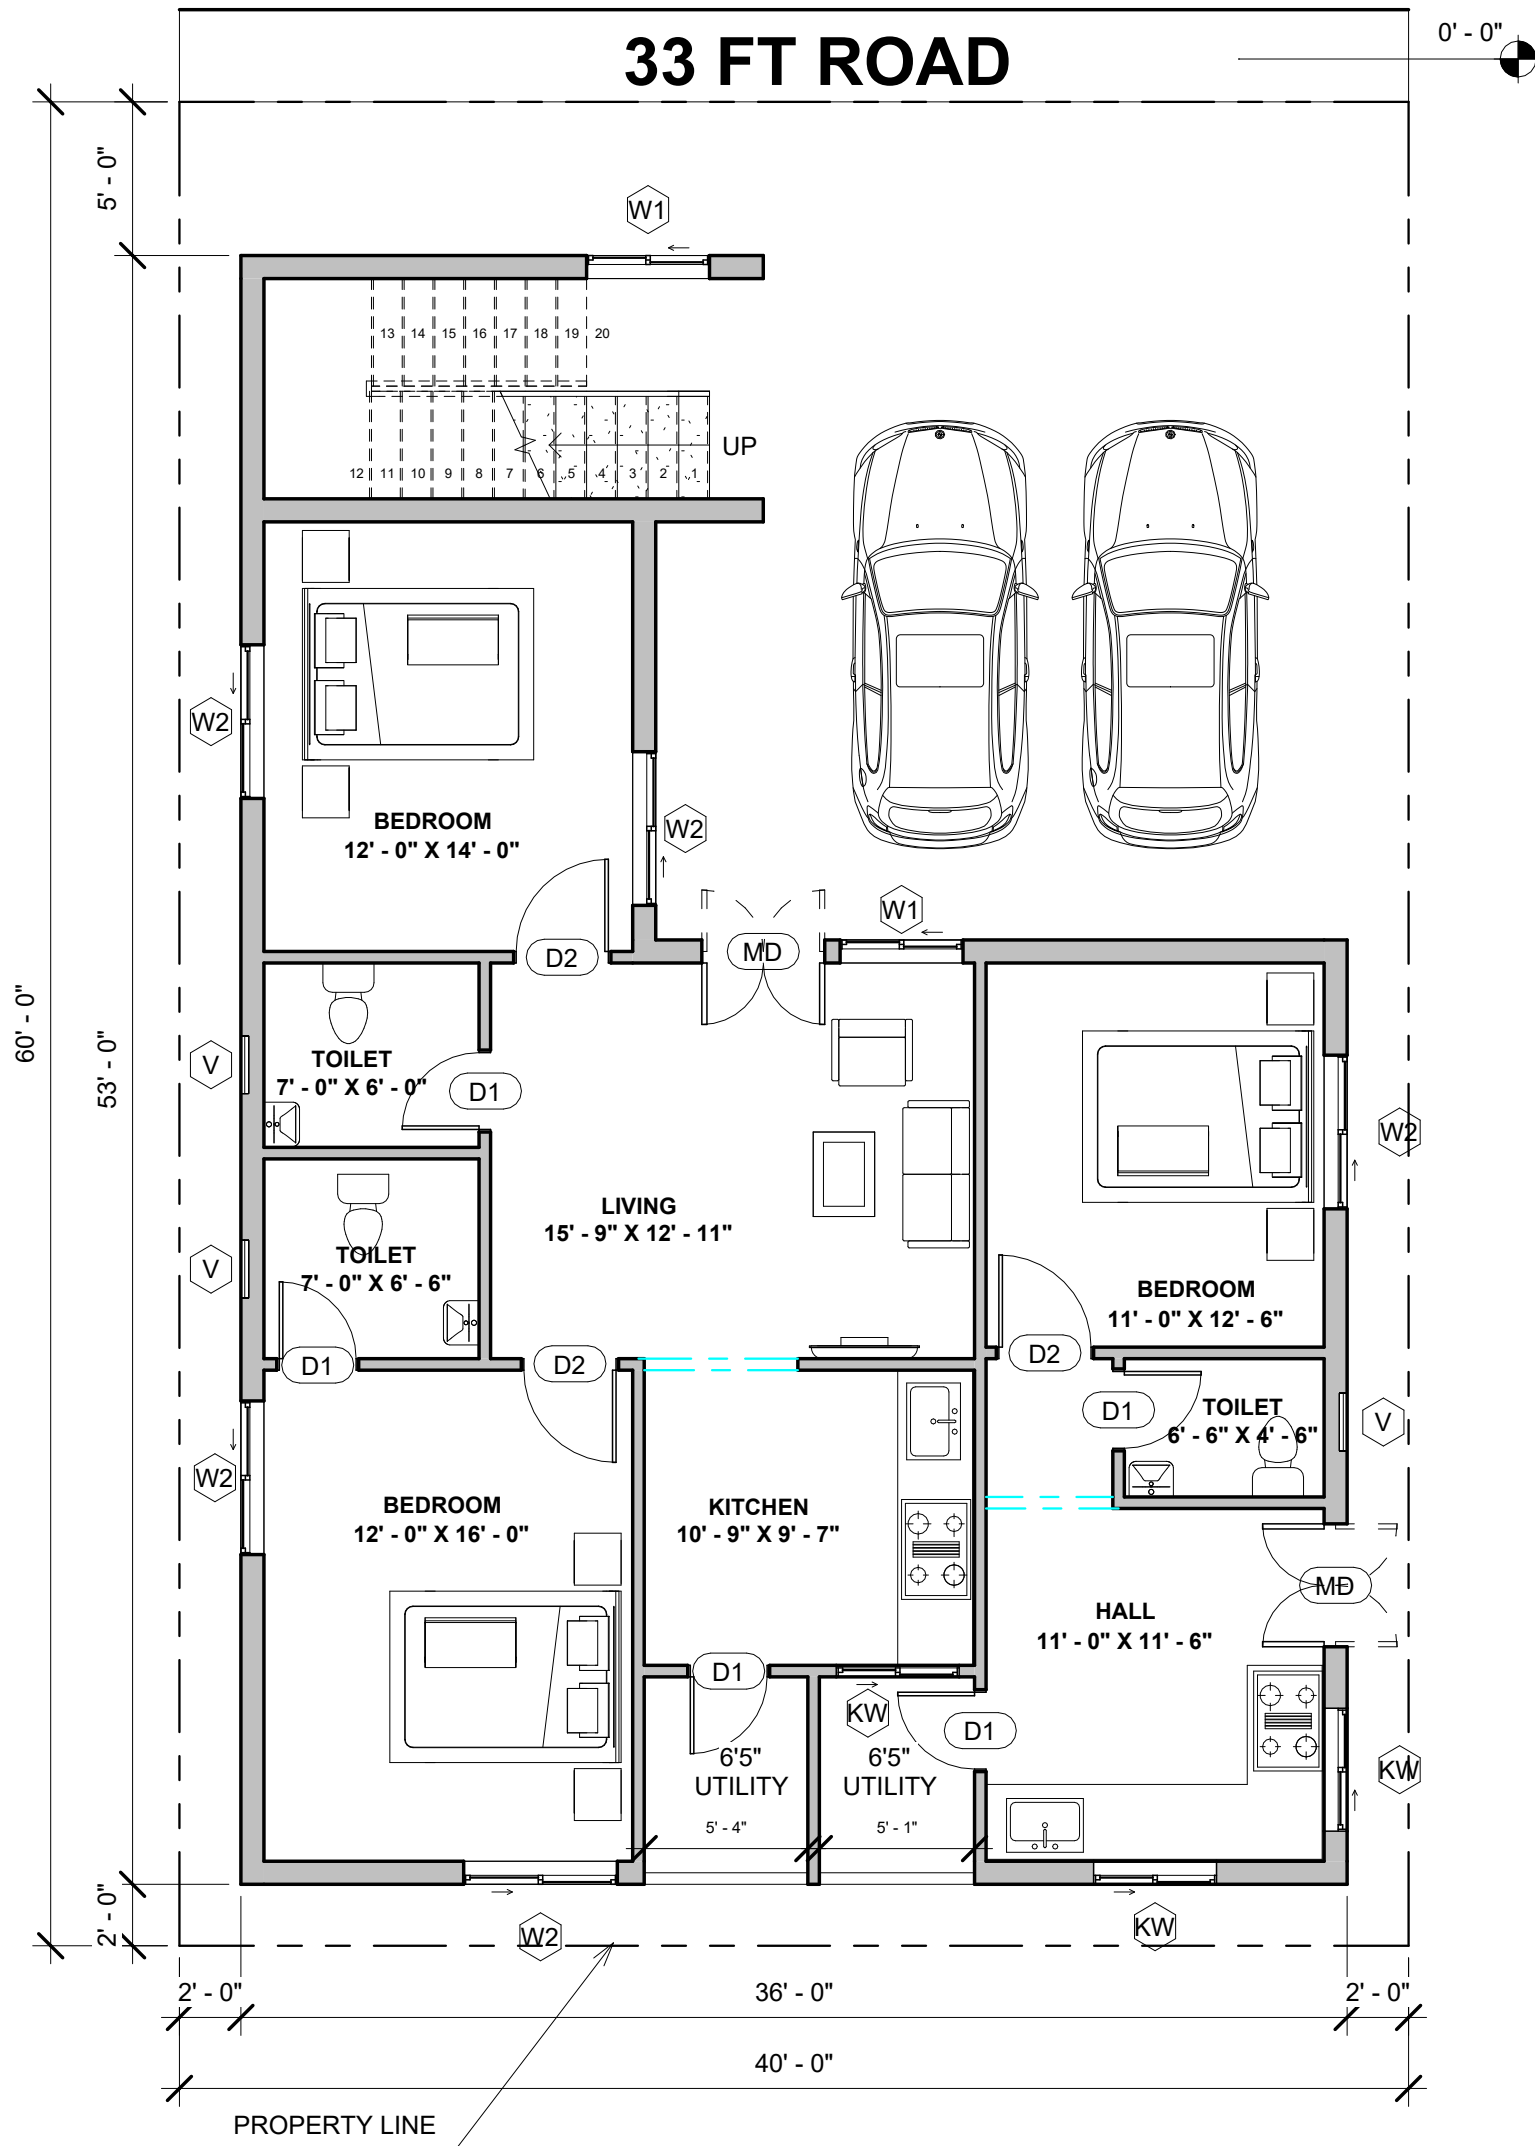 33 FT ROAD
0' - 0"
5' - 0"
W1
13 14 15 16 17 18 19 20
UP
12 11 10 9 8 7 6 5 4 3 2 1
W2
BEDROOM
12' - 0" X 14' - 0"
W2
W1
D2
MD
60' - 0"
53' - 0"
V
TOILET
7' - 0" X 6' - 0"
D1
W2
LIVING
15' - 9" X 12' - 11"
V
TOILET
7' - 0" X 6' - 6"
BEDROOM
11' - 0" X 12' - 6"
D1
D2
D2
D1
TOILET
6' - 6" X 4' - 6"
V
W2
BEDROOM
12' - 0" X 16' - 0"
KITCHEN
10' - 9" X 9' - 7"
MD
HALL
11' - 0" X 11' - 6"
D1
KW
D1
6'5"
UTILITY
6'5"
UTILITY
KW
5' - 4"
5' - 1"
2' - 0"
W2
KW
2' - 0"
36' - 0"
2' - 0"
40' - 0"
PROPERTY LINE